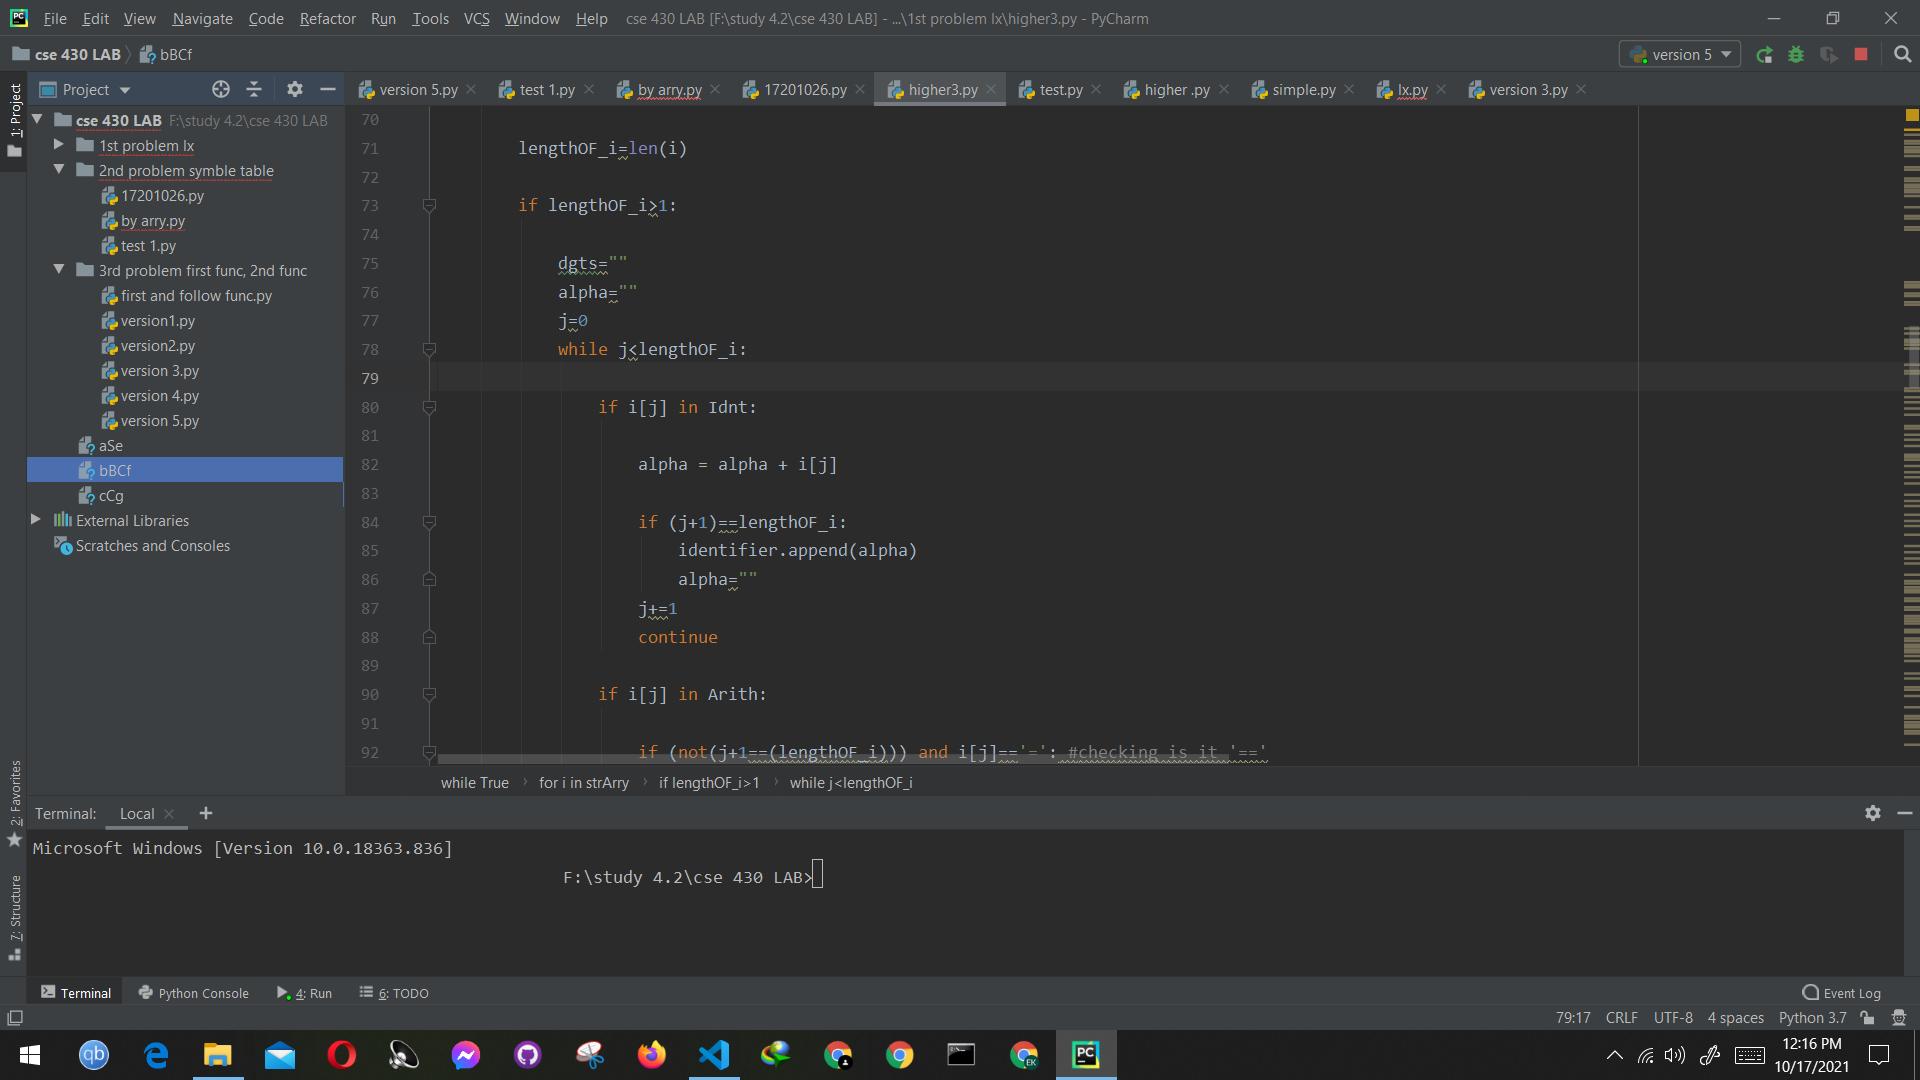 File Edit View Navigate Code Refactor Run Tools VCS Window Help cse 430 LAB [F:\study 4.2\cse 430 LAB] - ...\1st problem lx\higher3.py - PyCharm
cse 430 LAB bBCf version 5
1: Project
Project
version 5.py test 1.py by arry.py 17201026.py higher3.py test.py higher .py simple.py lx.py version 3.py
cse 430 LAB F:\study 4.2\cse 430 LAB
1st problem lx
2nd problem symble table
17201026.py
by arry.py
test 1.py
3rd problem first func, 2nd func
first and follow func.py
version1.py
version2.py
version 3.py
version 4.py
version 5.py
aSe
bBCf
cCg
External Libraries
Scratches and Consoles
70
71 lengthOF_i=len(i)
72
73 if lengthOF_i>1:
74
75 dgts=""
76 alpha=""
77 j=0
78 while j<lengthOF_i:
79
80 if i[j] in Idnt:
81
82 alpha = alpha + i[j]
83
84 if (j+1)==lengthOF_i:
85 identifier.append(alpha)
86 alpha=""
87 j+=1
88 continue
89
90 if i[j] in Arith:
91
92 if (not(j+1==(lengthOF_i))) and i[j]=='=': #checking is it '=='
while True for i in strArry if lengthOF_i>1 while j<lengthOF_i
2: Favorites
7: Structure
Terminal: Local
Microsoft Windows [Version 10.0.18363.836]
F:\study 4.2\cse 430 LAB>
Terminal Python Console 4: Run 6: TODO Event Log
79:17 CRLF UTF-8 4 spaces Python 3.7
qb EK PC
12:16 PM
10/17/2021